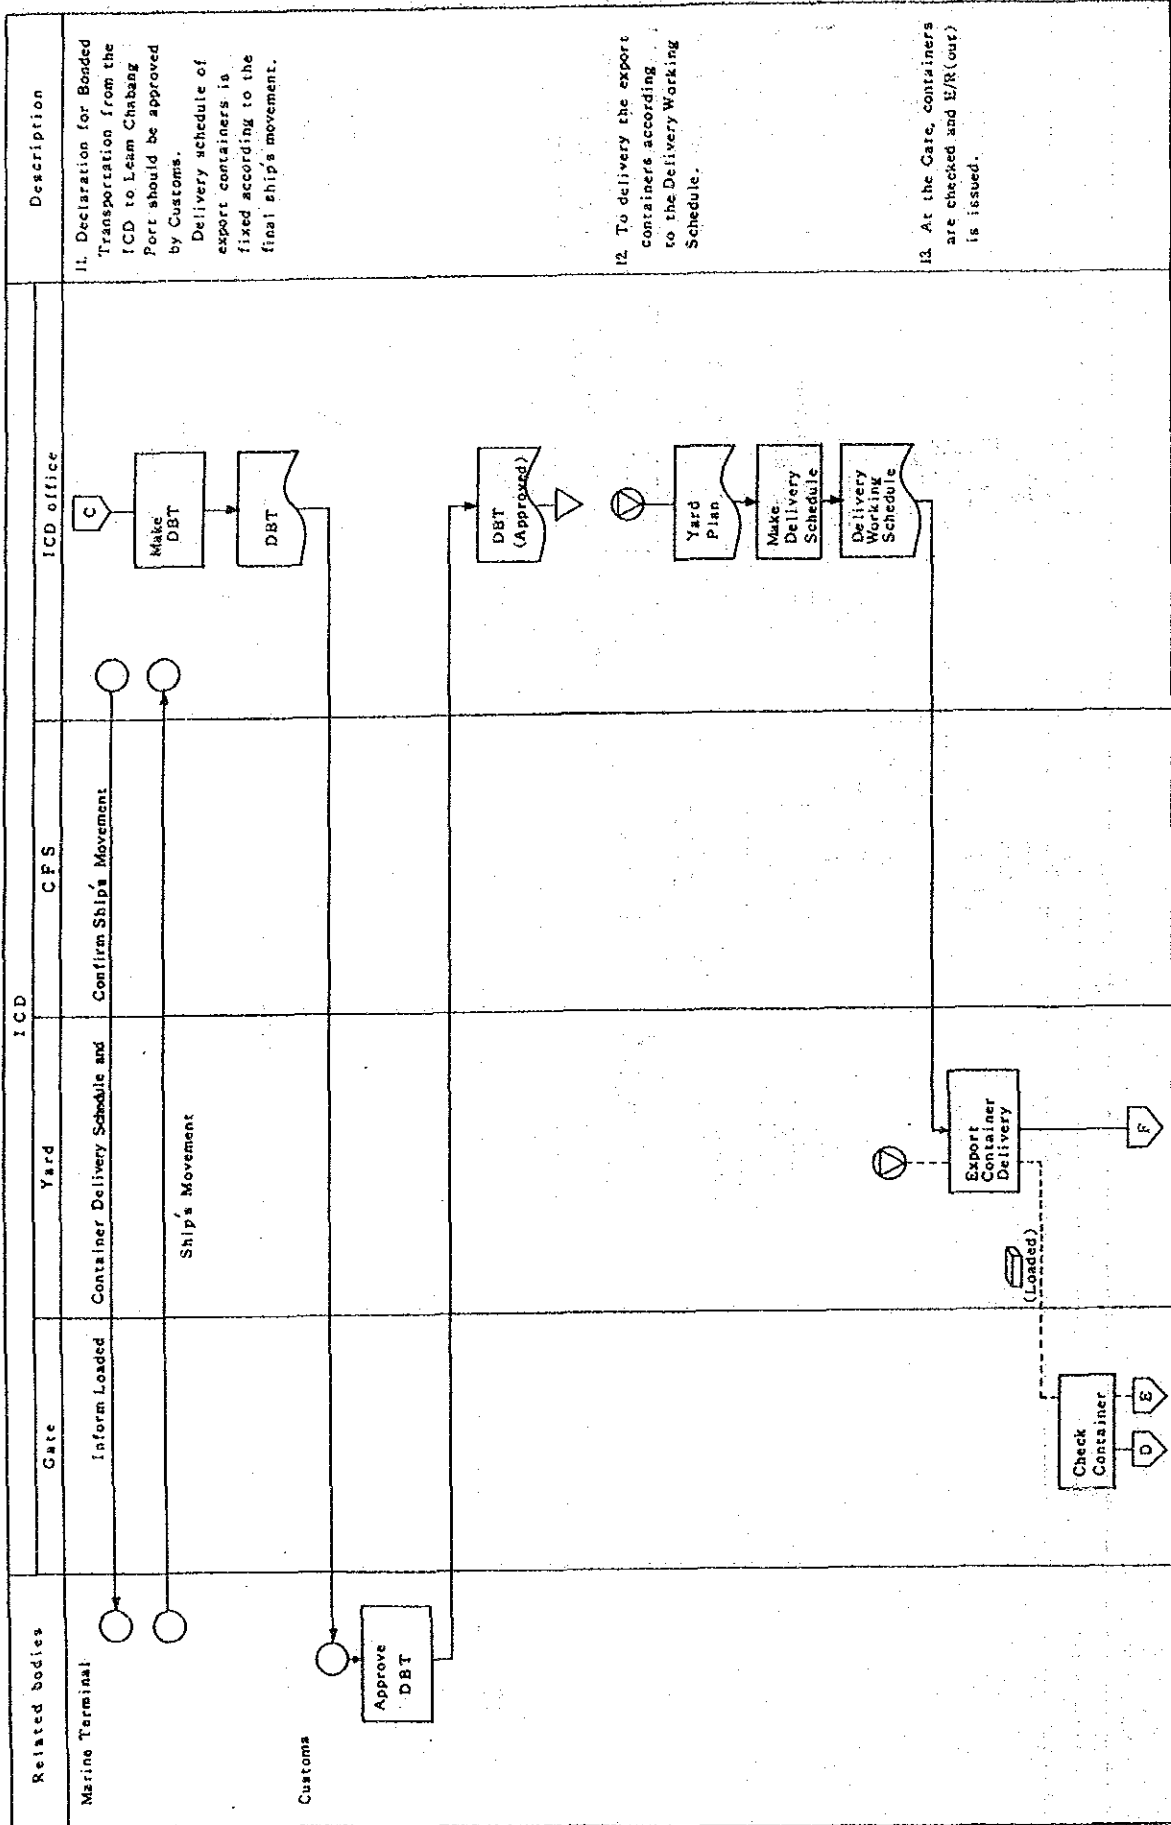 Related bodies
ICD
Gate
Yard
CFS
ICD office
Description
Marine Terminal
Inform Loaded Container Delivery Schedule and Confirm Ship's Movement
Ship's Movement
C
Make
DBT
DBT
Customs
Approve
DBT
DBT
(Approved)
Yard
Plan
Make
Delivery
Schedule
Delivery
Working
Schedule
Export
Container
Delivery
(Loaded)
F
Check
Container
D
E
11. Declaration for Bonded
Transportation from the
ICD to Leam Chabang
Port should be approved
by Customs.
Delivery schedule of
export containers is
fixed according to the
final ship's movement.
12. To delivery the export
containers according
to the Delivery Working
Schedule.
13. At the Gate, containers
are checked and E/R(out)
is issued.